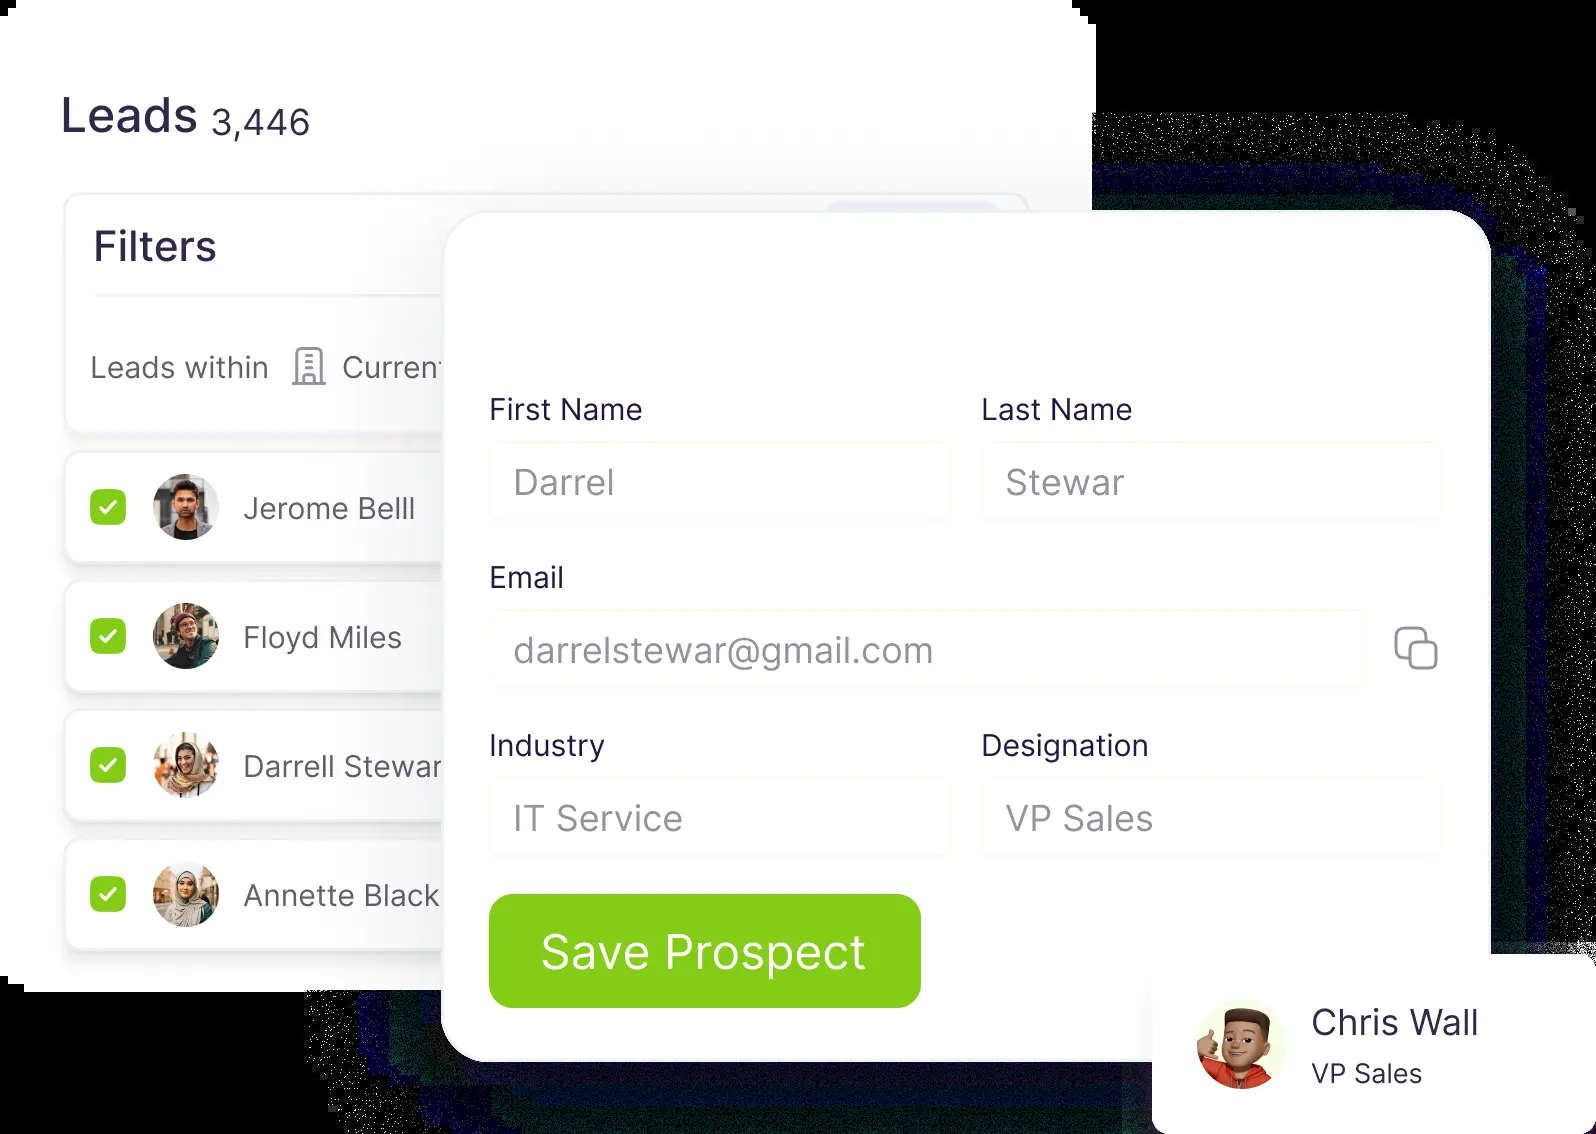 Leads 3,446
Filters
Leads within Current
Jerome Belll
Floyd Miles
Darrell Stewar
Annette Black
First Name
Last Name
Darrel
Stewar
Email
darrelstewar@gmail.com
Industry
Designation
IT Service
VP Sales
Save Prospect
Chris Wall
VP Sales